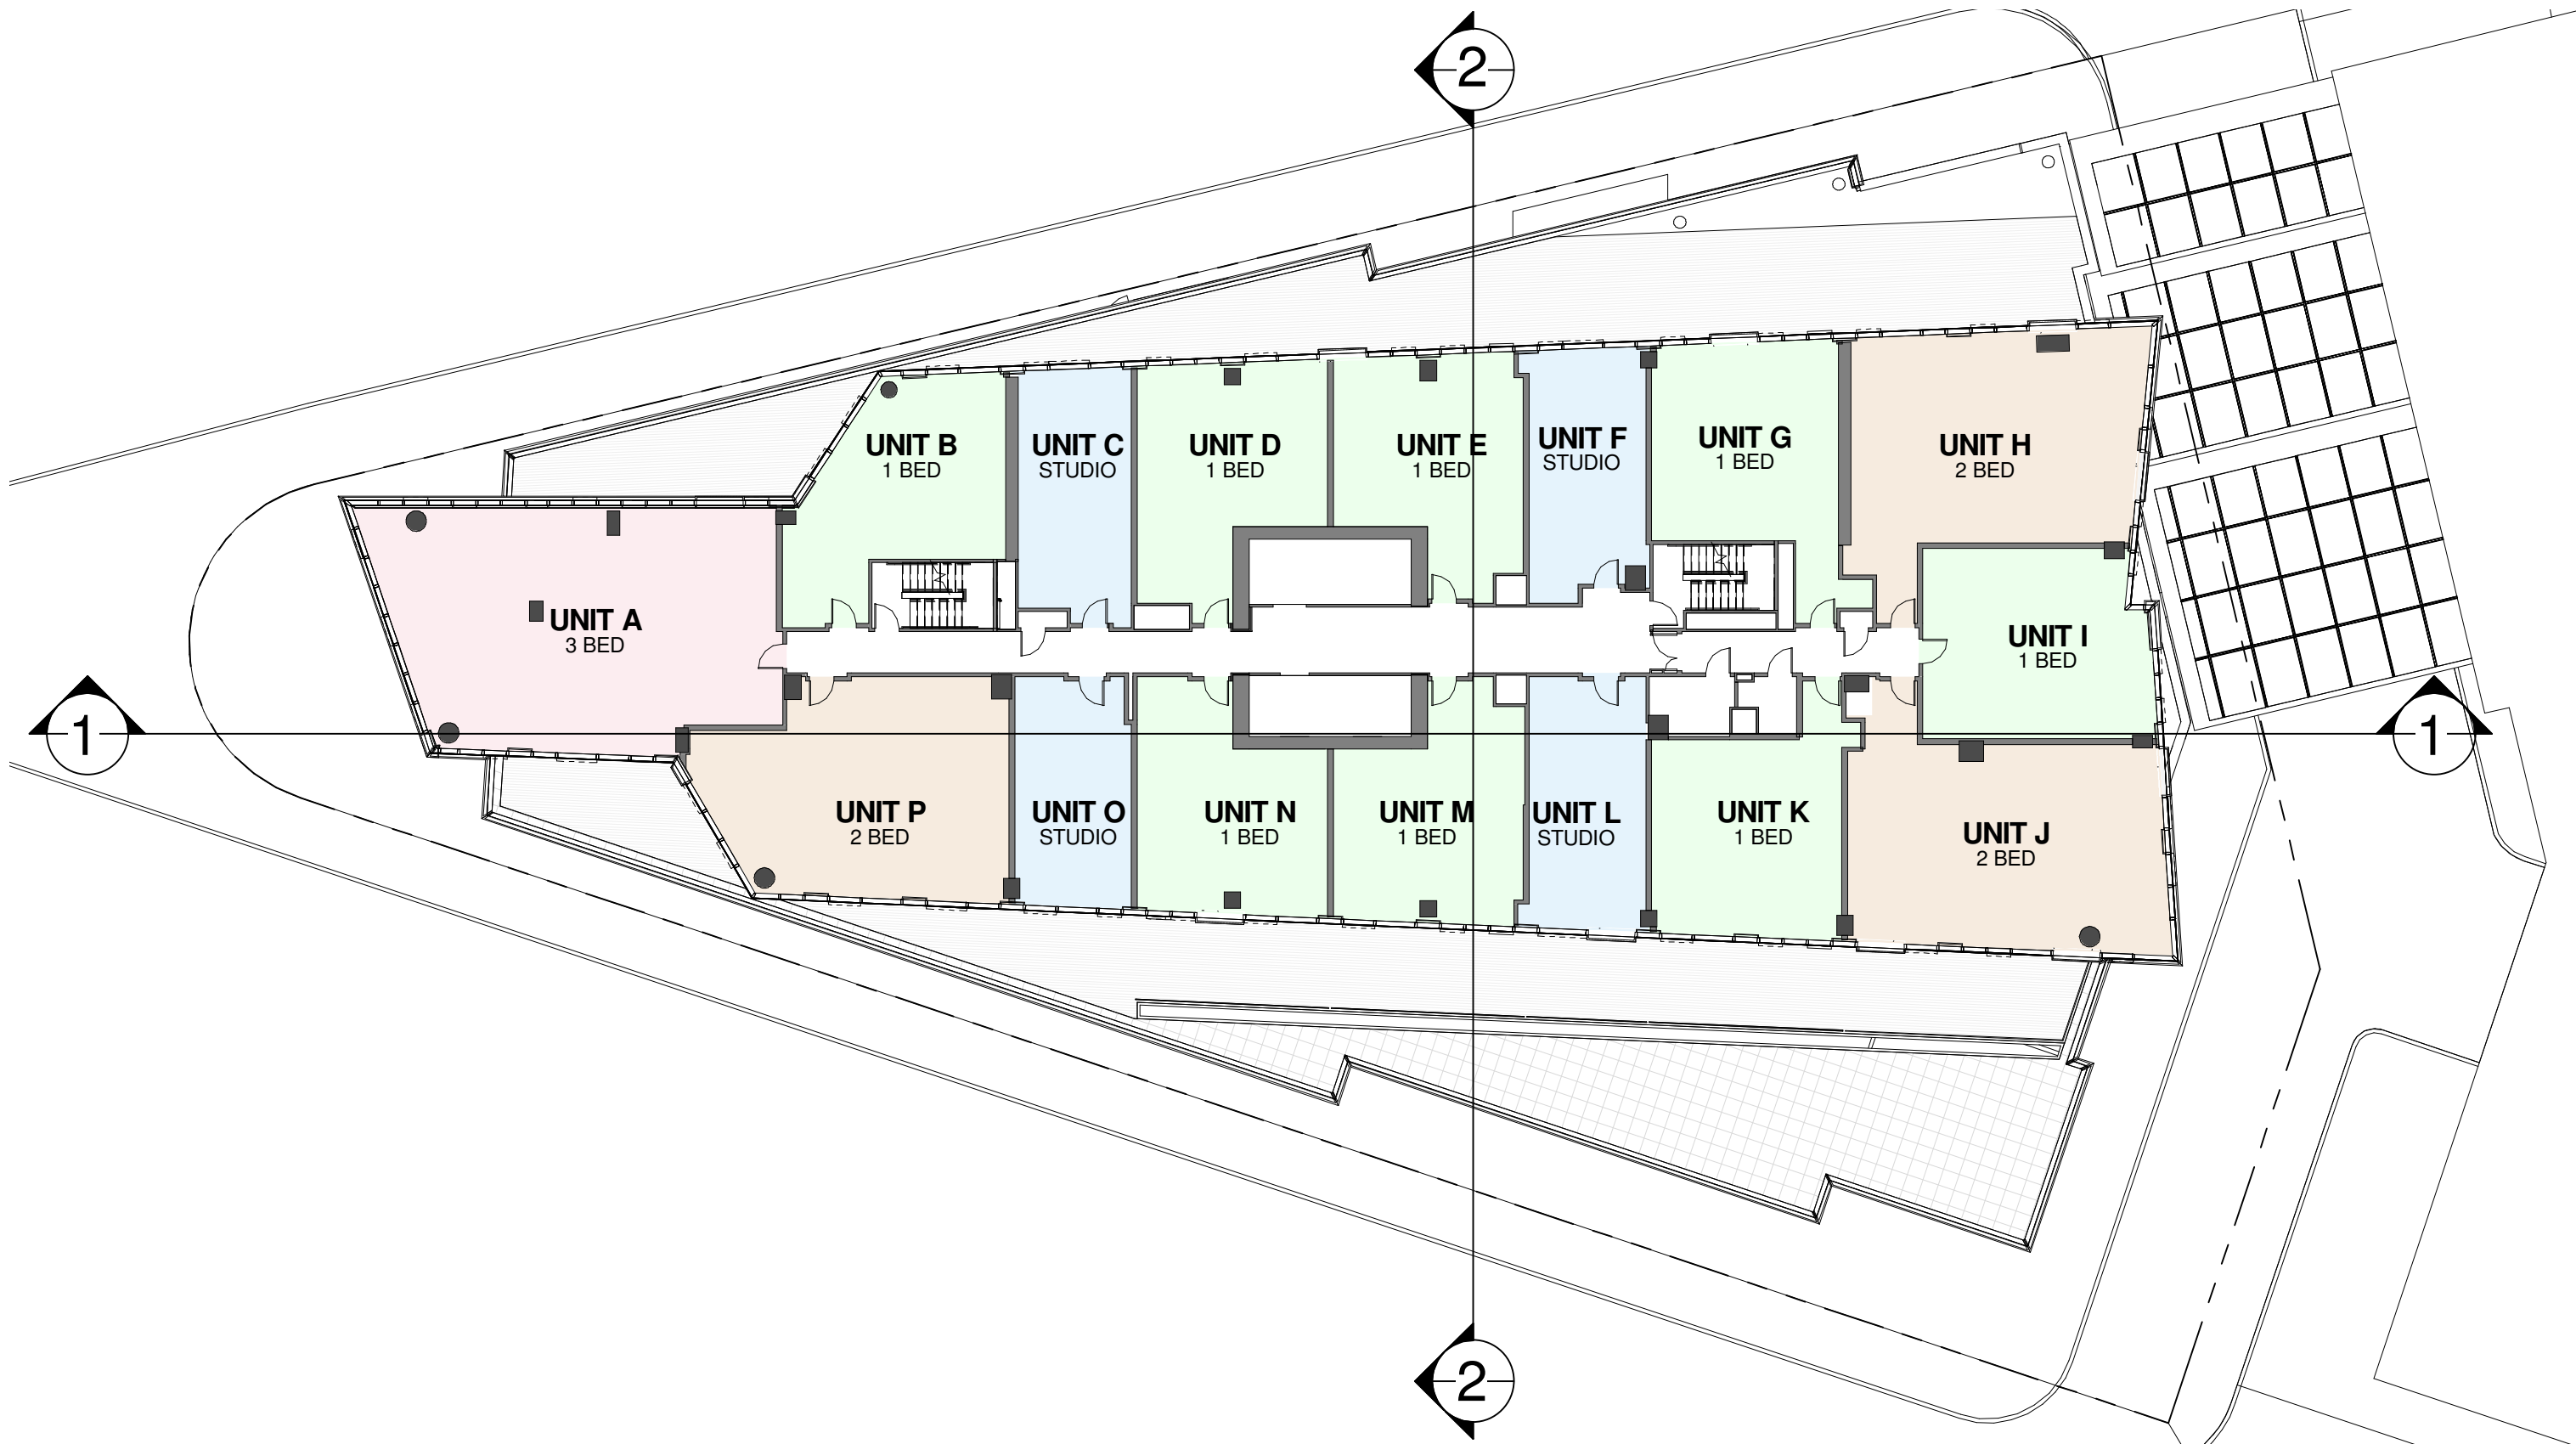 2
UNIT B
1 BED
UNIT C
STUDIO
UNIT D
1 BED
UNIT E
1 BED
UNIT F
STUDIO
UNIT G
1 BED
UNIT H
2 BED
UNIT A
3 BED
UNIT I
1 BED
1
1
UNIT P
2 BED
UNIT O
STUDIO
UNIT N
1 BED
UNIT M
1 BED
UNIT L
STUDIO
UNIT K
1 BED
UNIT J
2 BED
2